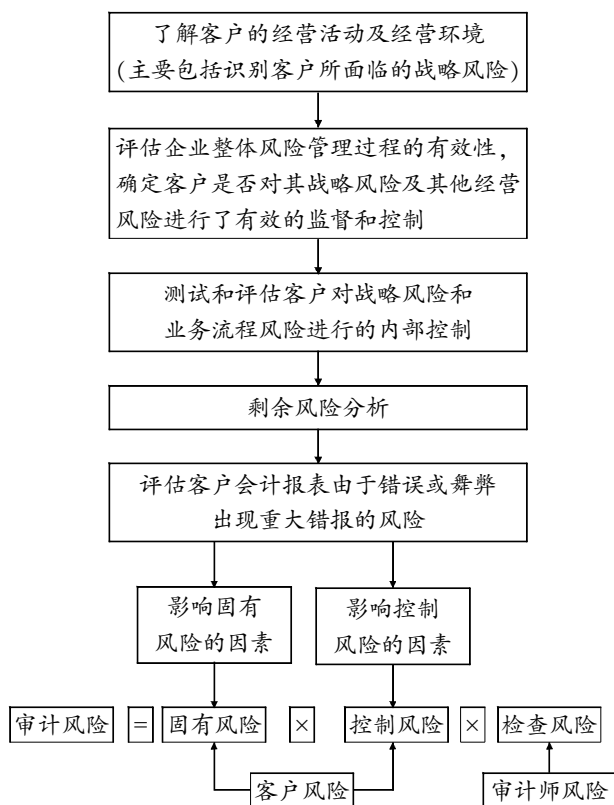 了解客户的经营活动及经营环境
(主要包括识别客户所面临的战略风险)
评估企业整体风险管理过程的有效性，
确定客户是否对其战略风险及其他经营
风险进行了有效的监督和控制
测试和评估客户对战略风险和
业务流程风险进行的内部控制
剩余风险分析
评估客户会计报表由于错误或舞弊
出现重大错报的风险
影响固有
风险的因素
影响控制
风险的因素
审计风险 = 固有风险 × 控制风险 × 检查风险
客户风险 审计师风险